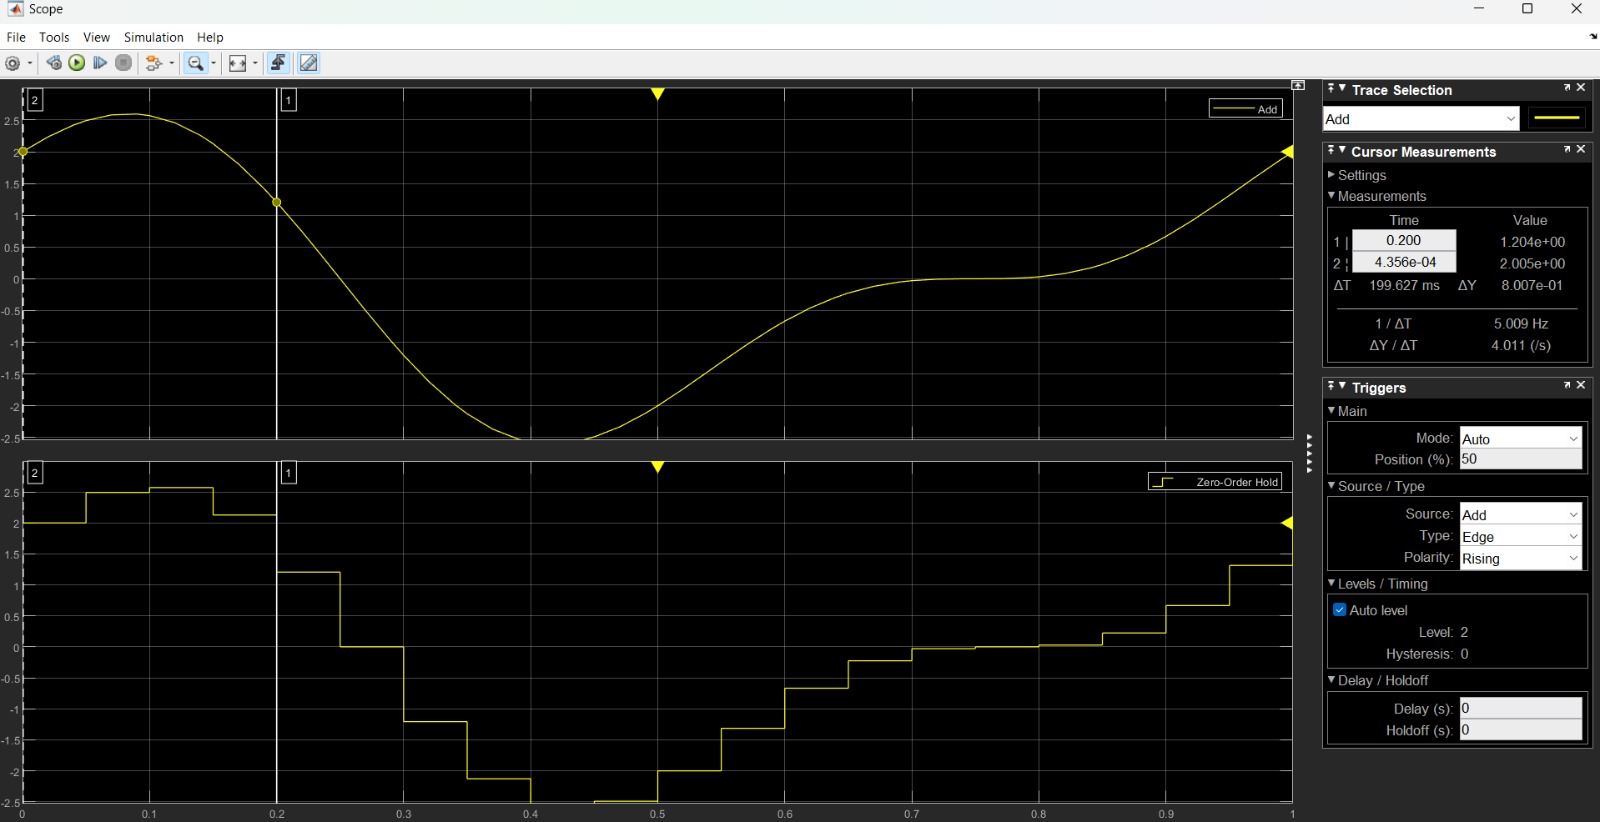 Scope
File Tools View Simulation Help
2 1
Add
2.5
2
1.5
1
0.5
0
-0.5
-1
-1.5
-2
-2.5
2 1
Zero-Order Hold
2.5
2
1.5
1
0.5
0
-0.5
-1
-1.5
-2
-2.5
0 0.1 0.2 0.3 0.4 0.5 0.6 0.7 0.8 0.9 1
Trace Selection
Add
Cursor Measurements
Settings
Measurements
Time Value
1 | 0.200 1.204e+00
2 ¦ 4.356e-04 2.005e+00
ΔT 199.627 ms ΔY 8.007e-01
1 / ΔT 5.009 Hz
ΔY / ΔT 4.011 (/s)
Triggers
Main
Mode: Auto
Position (%): 50
Source / Type
Source: Add
Type: Edge
Polarity: Rising
Levels / Timing
Auto level
Level: 2
Hysteresis: 0
Delay / Holdoff
Delay (s): 0
Holdoff (s): 0